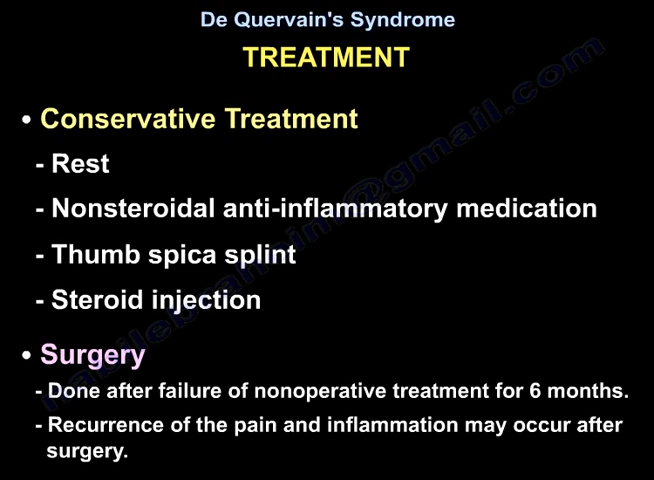 De Quervain's Syndrome
TREATMENT
• Conservative Treatment
- Rest
- Nonsteroidal anti-inflammatory medication
- Thumb spica splint
- Steroid injection
• Surgery
- Done after failure of nonoperative treatment for 6 months.
- Recurrence of the pain and inflammation may occur after
surgery.